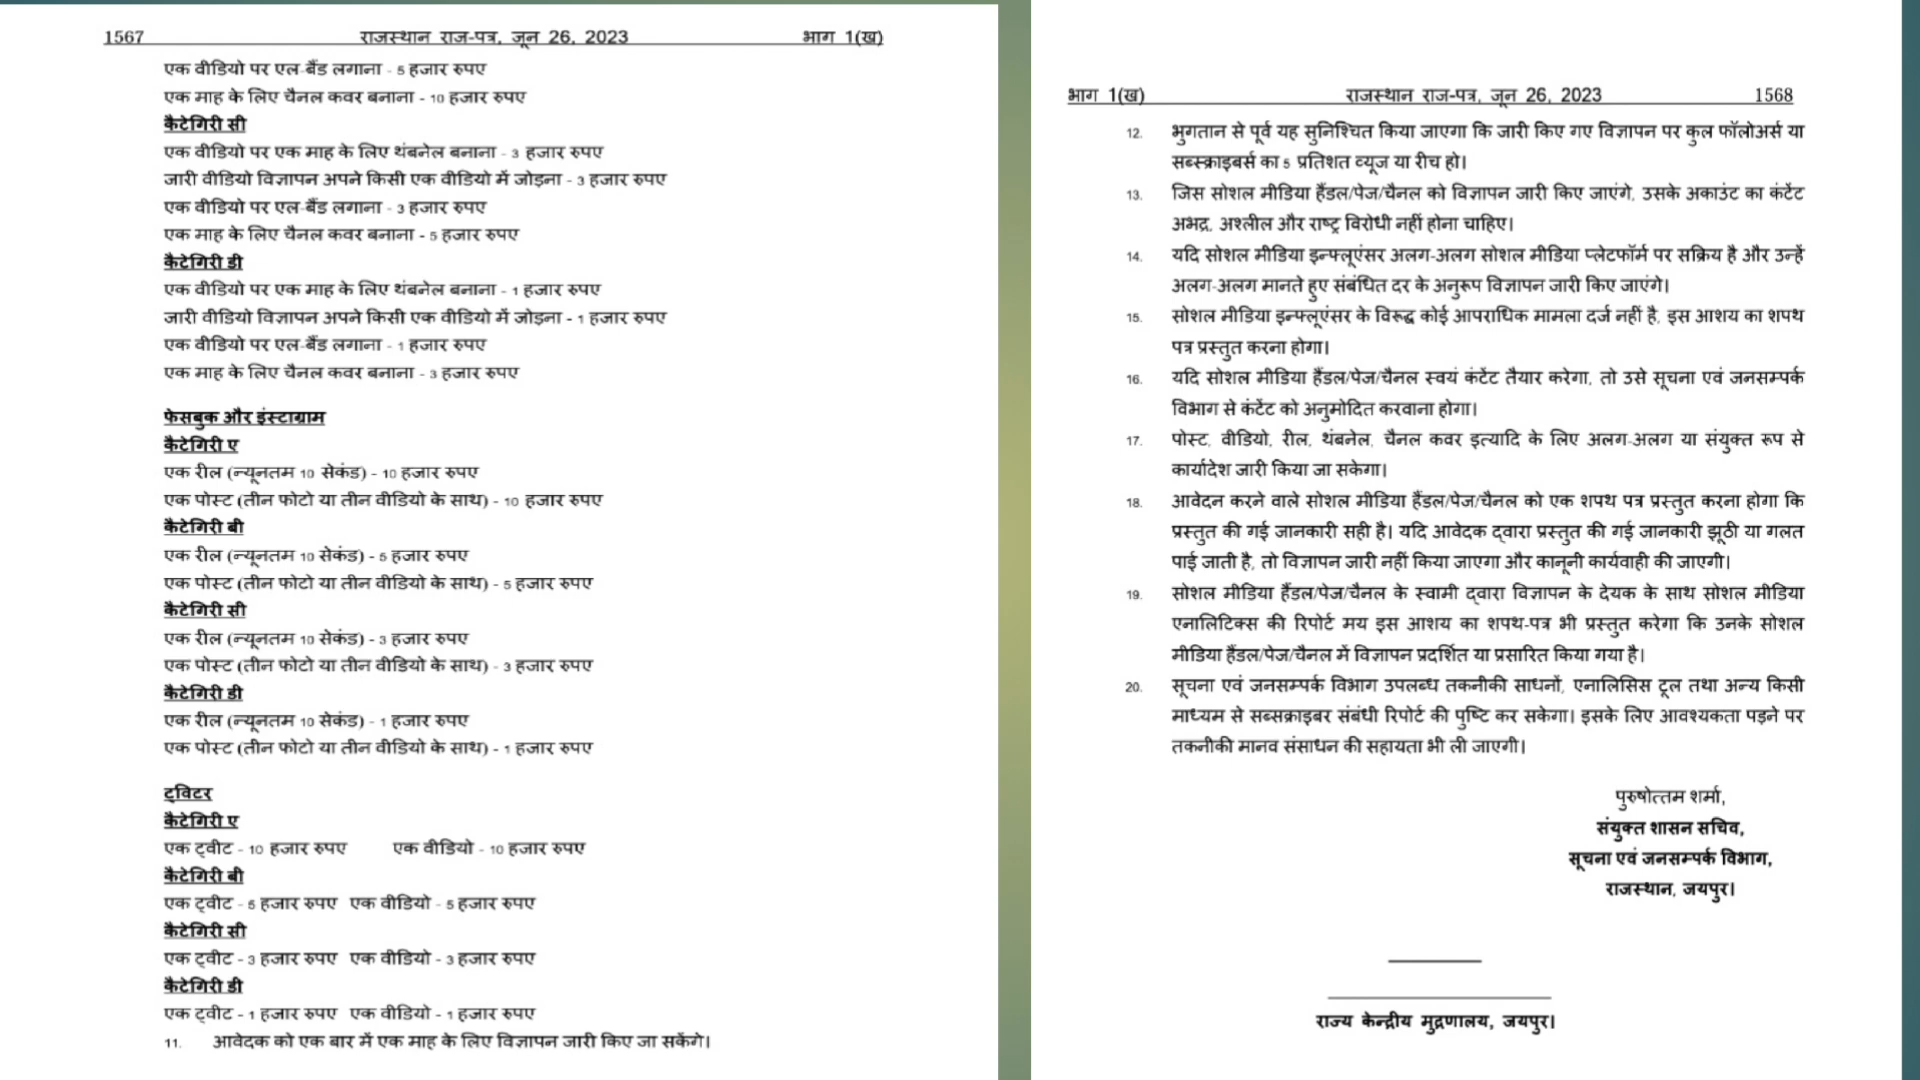 1567 राजस्थान राज-पत्र, जून 26, 2023 भाग 1(ख)
एक वीडियो पर एल-बैंड लगाना - 5 हजार रुपए
एक माह के लिए चैनल कवर बनाना - 10 हजार रुपए
कैटेगिरी सी
एक वीडियो पर एक माह के लिए थंबनेल बनाना - 3 हजार रुपए
जारी वीडियो विज्ञापन अपने किसी एक वीडियो में जोड़ना - 3 हजार रुपए
एक वीडियो पर एल-बैंड लगाना - 3 हजार रुपए
एक माह के लिए चैनल कवर बनाना - 5 हजार रुपए
कैटेगिरी डी
एक वीडियो पर एक माह के लिए थंबनेल बनाना - 1 हजार रुपए
जारी वीडियो विज्ञापन अपने किसी एक वीडियो में जोड़ना - 1 हजार रुपए
एक वीडियो पर एल-बैंड लगाना - 1 हजार रुपए
एक माह के लिए चैनल कवर बनाना - 3 हजार रुपए
फेसबुक और इंस्टाग्राम
कैटेगिरी ए
एक रील (न्यूनतम 10 सेकंड) - 10 हजार रुपए
एक पोस्ट (तीन फोटो या तीन वीडियो के साथ) - 10 हजार रुपए
कैटेगिरी बी
एक रील (न्यूनतम 10 सेकंड) - 5 हजार रुपए
एक पोस्ट (तीन फोटो या तीन वीडियो के साथ) - 5 हजार रुपए
कैटेगिरी सी
एक रील (न्यूनतम 10 सेकंड) - 3 हजार रुपए
एक पोस्ट (तीन फोटो या तीन वीडियो के साथ) - 3 हजार रुपए
कैटेगिरी डी
एक रील (न्यूनतम 10 सेकंड) - 1 हजार रुपए
एक पोस्ट (तीन फोटो या तीन वीडियो के साथ) - 1 हजार रुपए
ट्विटर
कैटेगिरी ए
एक ट्वीट - 10 हजार रुपए एक वीडियो - 10 हजार रुपए
कैटेगिरी बी
एक ट्वीट - 5 हजार रुपए एक वीडियो - 5 हजार रुपए
कैटेगिरी सी
एक ट्वीट - 3 हजार रुपए एक वीडियो - 3 हजार रुपए
कैटेगिरी डी
एक ट्वीट - 1 हजार रुपए एक वीडियो - 1 हजार रुपए
11. आवेदक को एक बार में एक माह के लिए विज्ञापन जारी किए जा सकेंगे।
भाग 1(ख) राजस्थान राज-पत्र, जून 26, 2023 1568
12. भुगतान से पूर्व यह सुनिश्चित किया जाएगा कि जारी किए गए विज्ञापन पर कुल फॉलोअर्स या
सब्स्क्राइबर्स का 5 प्रतिशत व्यूज या रीच हो।
13. जिस सोशल मीडिया हैंडल/पेज/चैनल को विज्ञापन जारी किए जाएंगे, उसके अकाउंट का कंटेंट
अभद्र, अश्लील और राष्ट्र विरोधी नहीं होना चाहिए।
14. यदि सोशल मीडिया इन्फ्लूएंसर अलग-अलग सोशल मीडिया प्लेटफॉर्म पर सक्रिय है और उन्हें
अलग-अलग मानते हुए संबंधित दर के अनुरूप विज्ञापन जारी किए जाएंगे।
15. सोशल मीडिया इन्फ्लूएंसर के विरूद्ध कोई आपराधिक मामला दर्ज नहीं है, इस आशय का शपथ
पत्र प्रस्तुत करना होगा।
16. यदि सोशल मीडिया हैंडल/पेज/चैनल स्वयं कंटेंट तैयार करेगा, तो उसे सूचना एवं जनसम्पर्क
विभाग से कंटेंट को अनुमोदित करवाना होगा।
17. पोस्ट, वीडियो, रील, थंबनेल, चैनल कवर इत्यादि के लिए अलग-अलग या संयुक्त रूप से
कार्यादेश जारी किया जा सकेगा।
18. आवेदन करने वाले सोशल मीडिया हैंडल/पेज/चैनल को एक शपथ पत्र प्रस्तुत करना होगा कि
प्रस्तुत की गई जानकारी सही है। यदि आवेदक द्वारा प्रस्तुत की गई जानकारी झूठी या गलत
पाई जाती है, तो विज्ञापन जारी नहीं किया जाएगा और कानूनी कार्यवाही की जाएगी।
19. सोशल मीडिया हैंडल/पेज/चैनल के स्वामी द्वारा विज्ञापन के देयक के साथ सोशल मीडिया
एनालिटिक्स की रिपोर्ट मय इस आशय का शपथ-पत्र भी प्रस्तुत करेगा कि उनके सोशल
मीडिया हैंडल/पेज/चैनल में विज्ञापन प्रदर्शित या प्रसारित किया गया है।
20. सूचना एवं जनसम्पर्क विभाग उपलब्ध तकनीकी साधनों, एनालिसिस टूल तथा अन्य किसी
माध्यम से सब्सक्राइबर संबंधी रिपोर्ट की पुष्टि कर सकेगा। इसके लिए आवश्यकता पड़ने पर
तकनीकी मानव संसाधन की सहायता भी ली जाएगी।
पुरुषोत्तम शर्मा,
संयुक्त शासन सचिव,
सूचना एवं जनसम्पर्क विभाग,
राजस्थान, जयपुर।
राज्य केन्द्रीय मुद्रणालय, जयपुर।